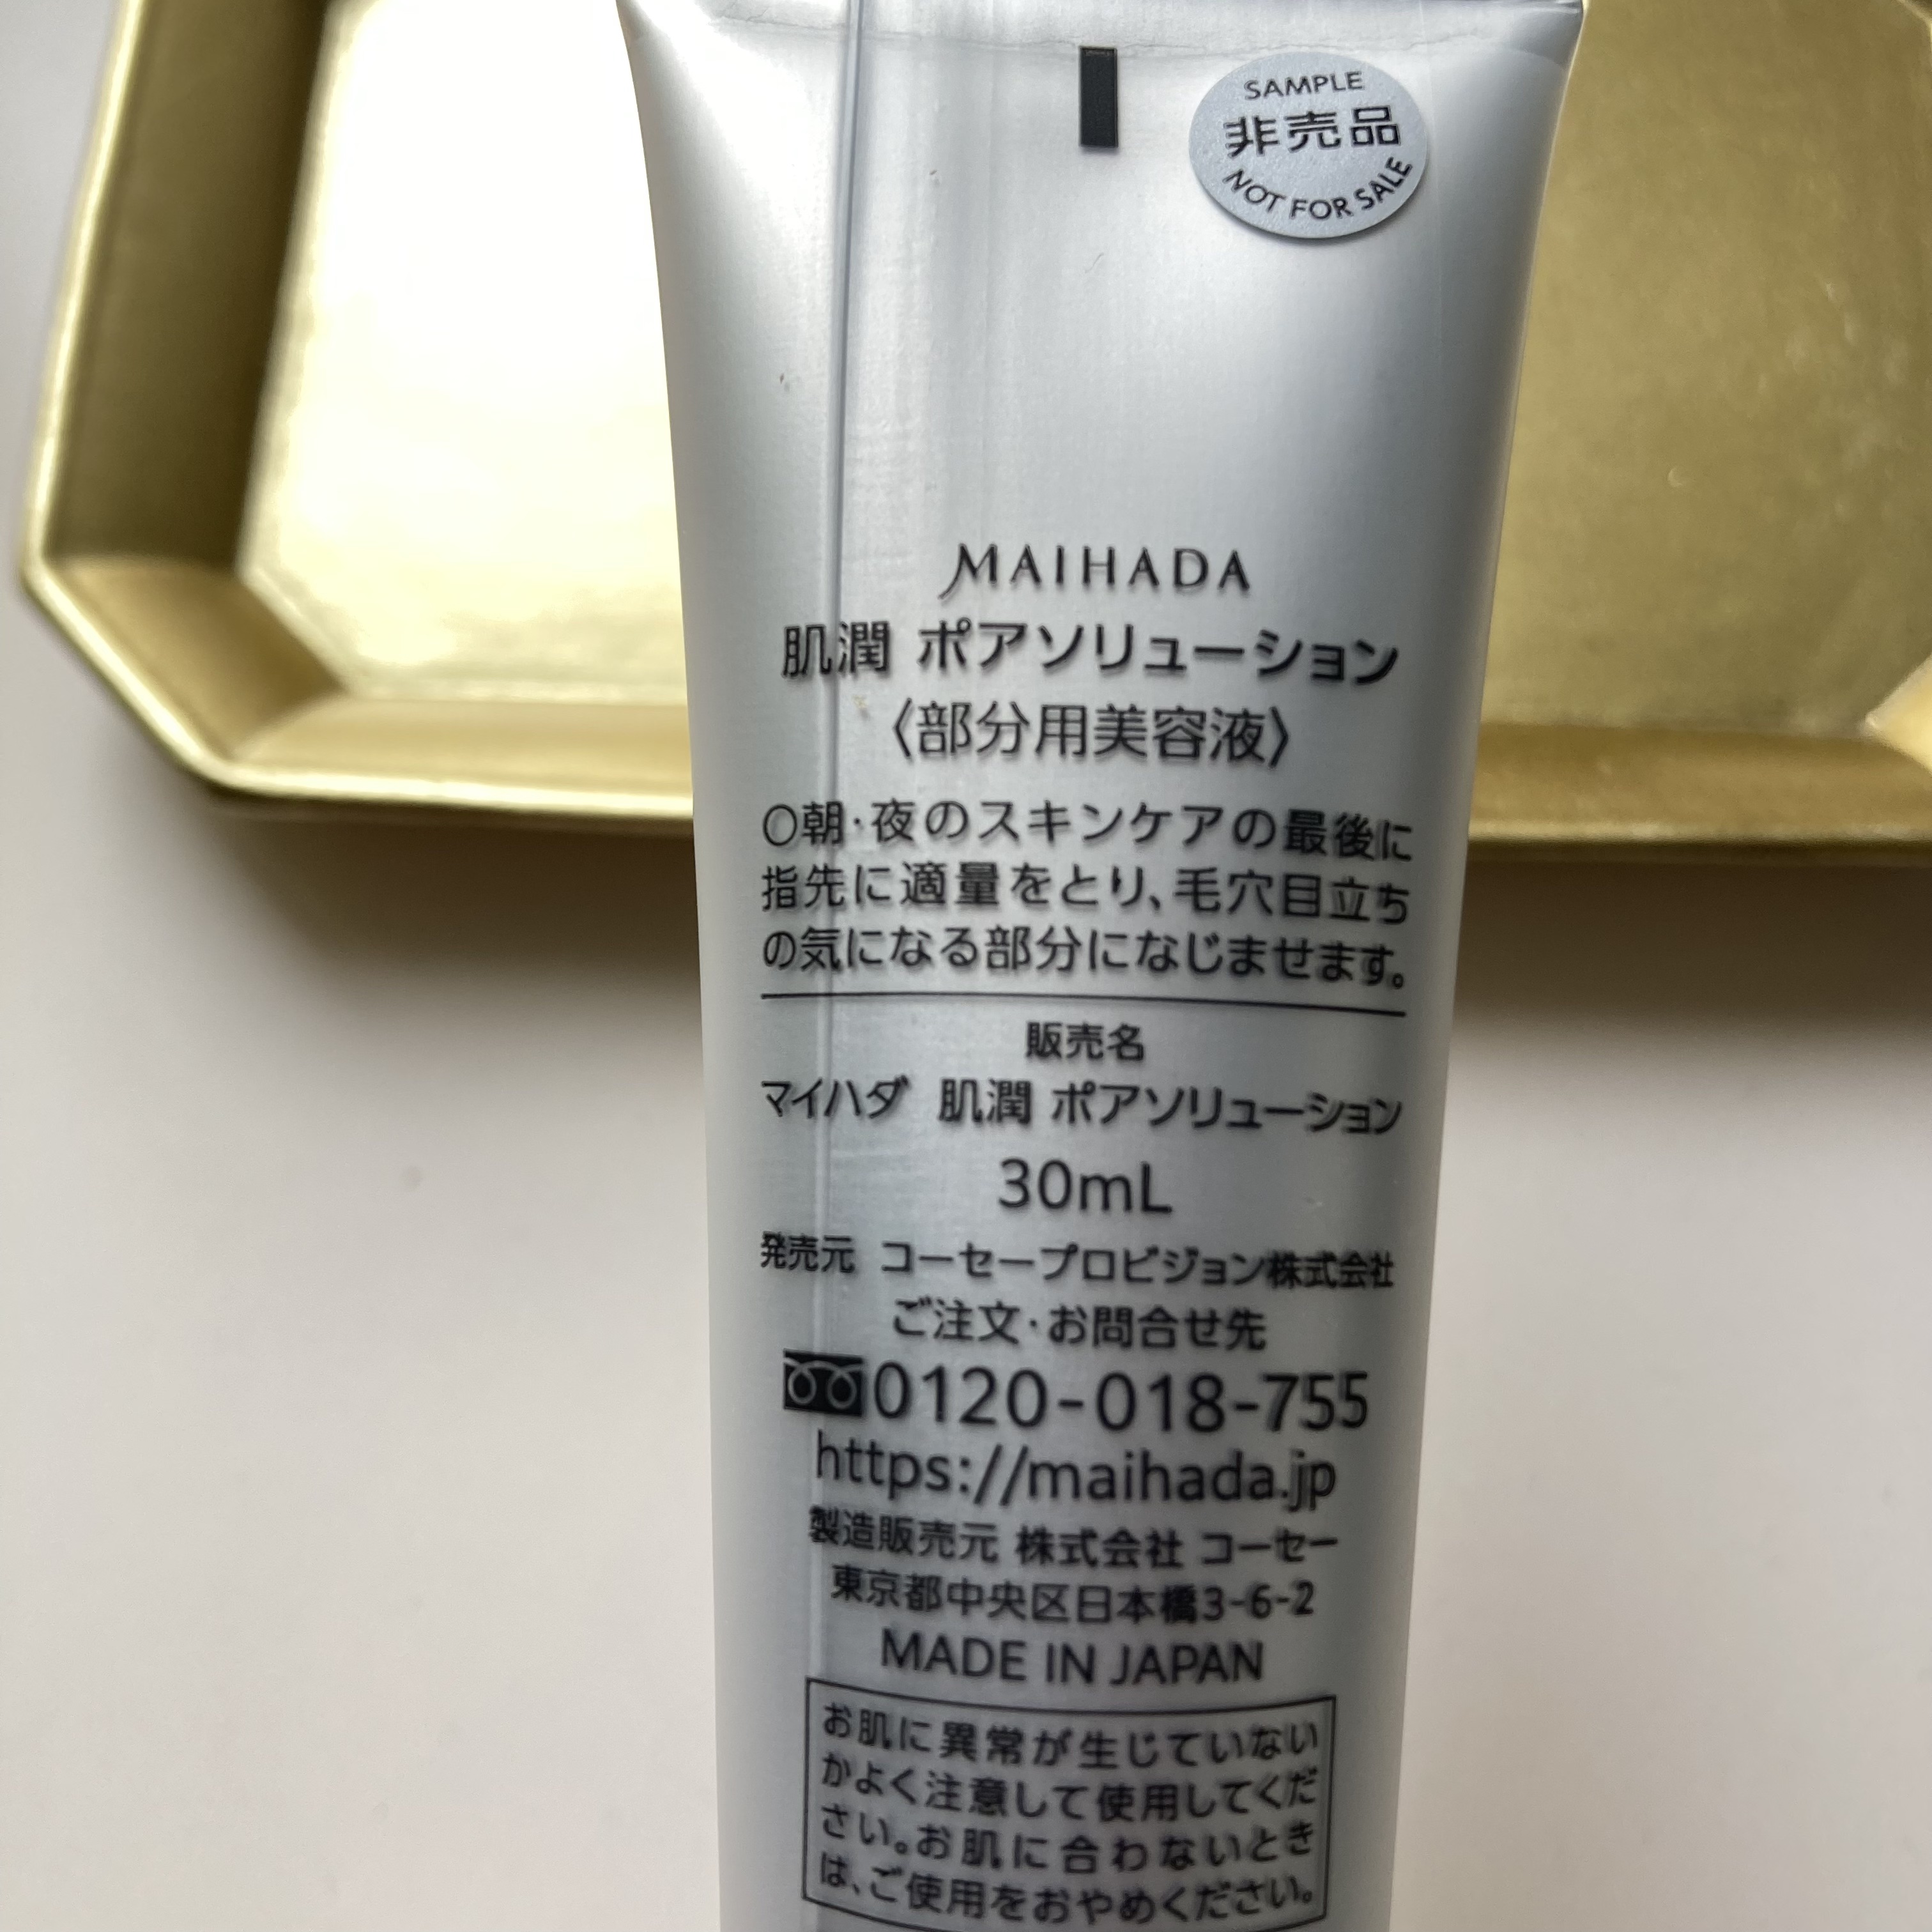 SAMPLE
非売品
NOT FOR SALE
MAIHADA
肌潤 ポアソリューション
〈部分用美容液〉
○朝・夜のスキンケアの最後に
指先に適量をとり、毛穴目立ち
の気になる部分になじませます。
販売名
マイハダ 肌潤 ポアソリューション
30mL
発売元 コーセープロビジョン株式会社
ご注文・お問合せ先
0120-018-755
https://maihada.jp
製造販売元 株式会社 コーセー
東京都中央区日本橋3-6-2
MADE IN JAPAN
お肌に異常が生じていない
かよく注意して使用してくだ
さい。お肌に合わないとき
は、ご使用をおやめください。